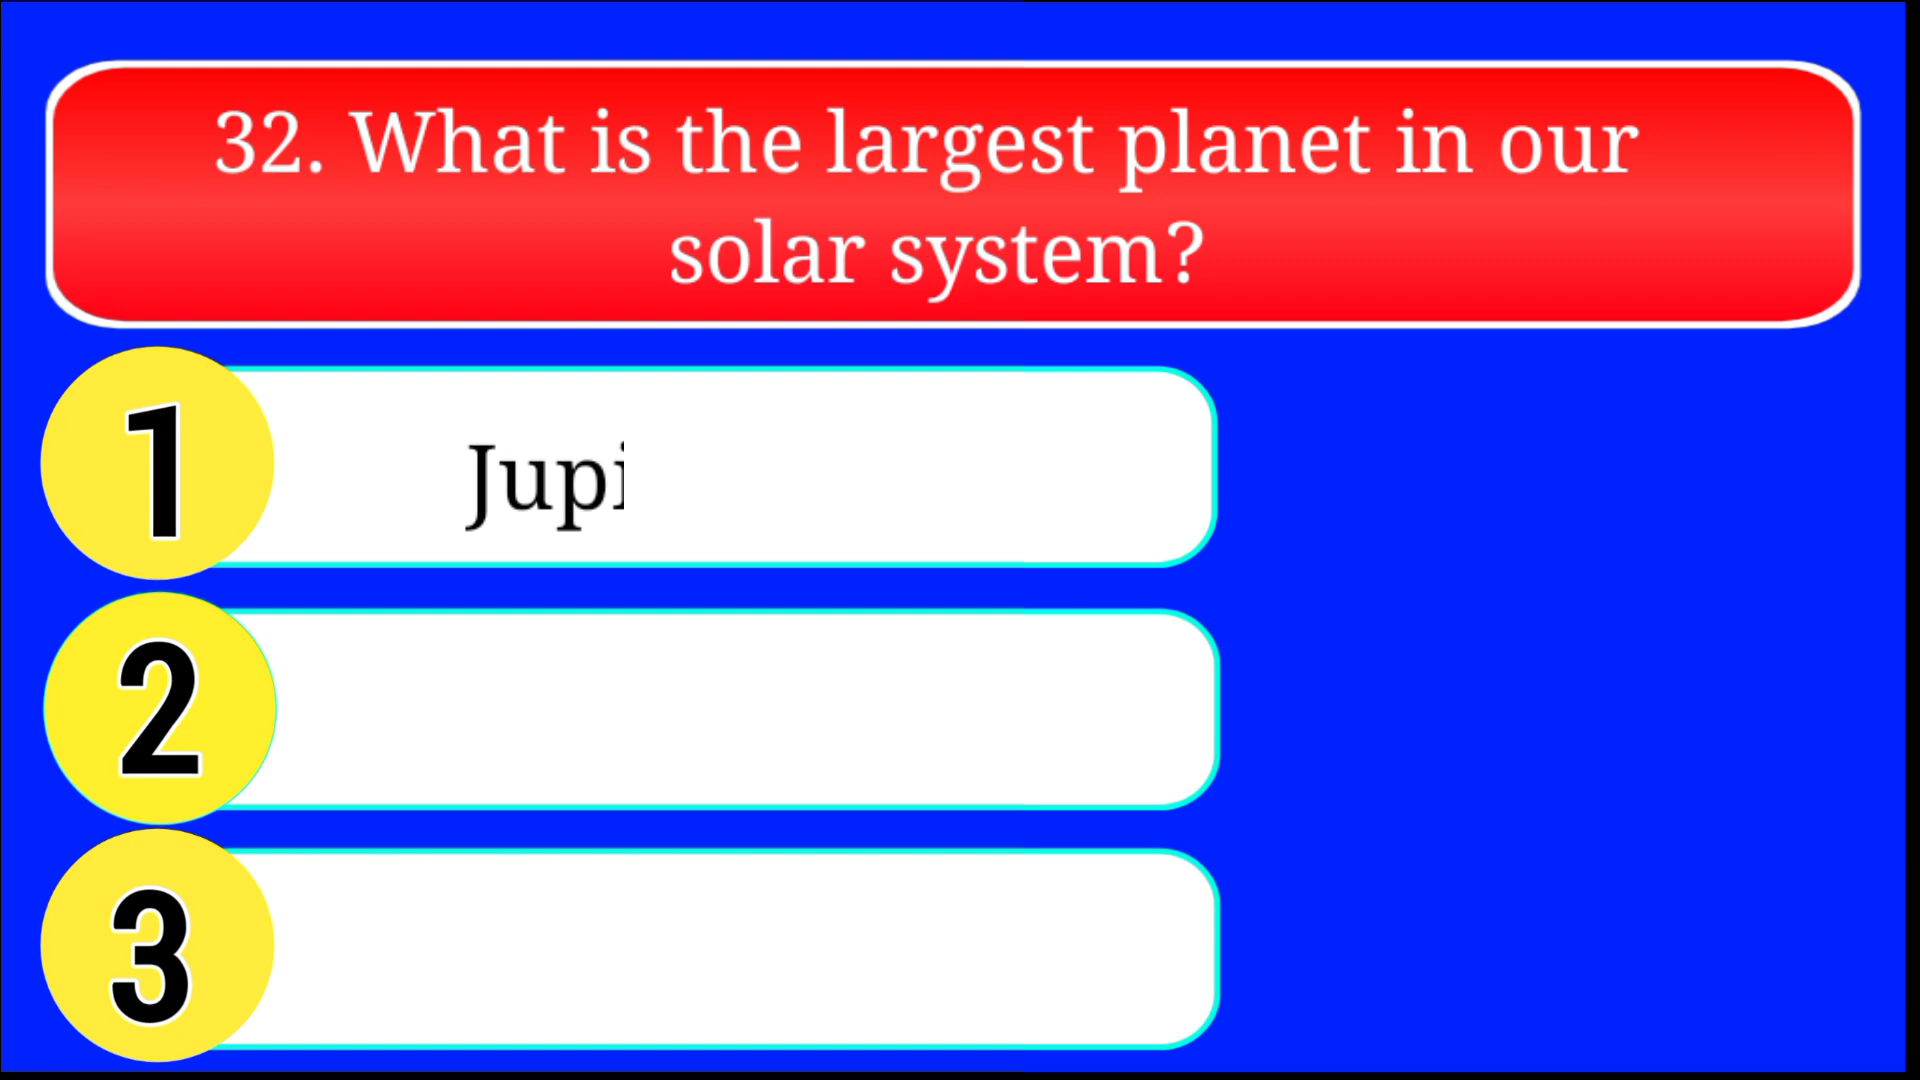 32. What is the largest planet in our
solar system?
1
Jupi
2
3